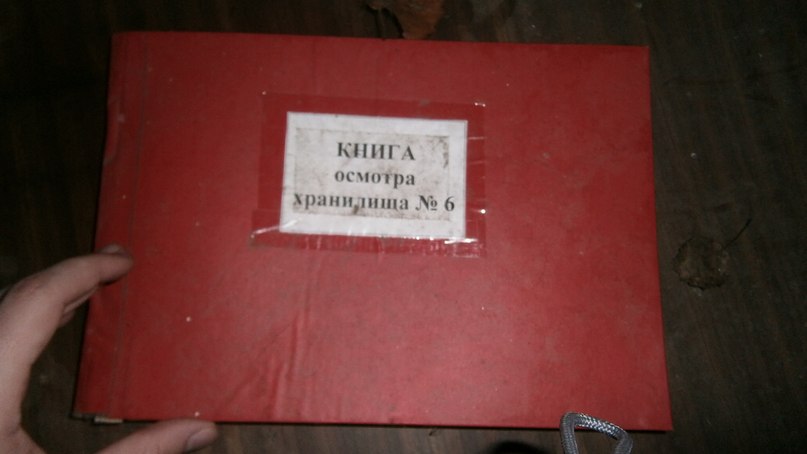 КНИГА
осмотра
хранилища № 6